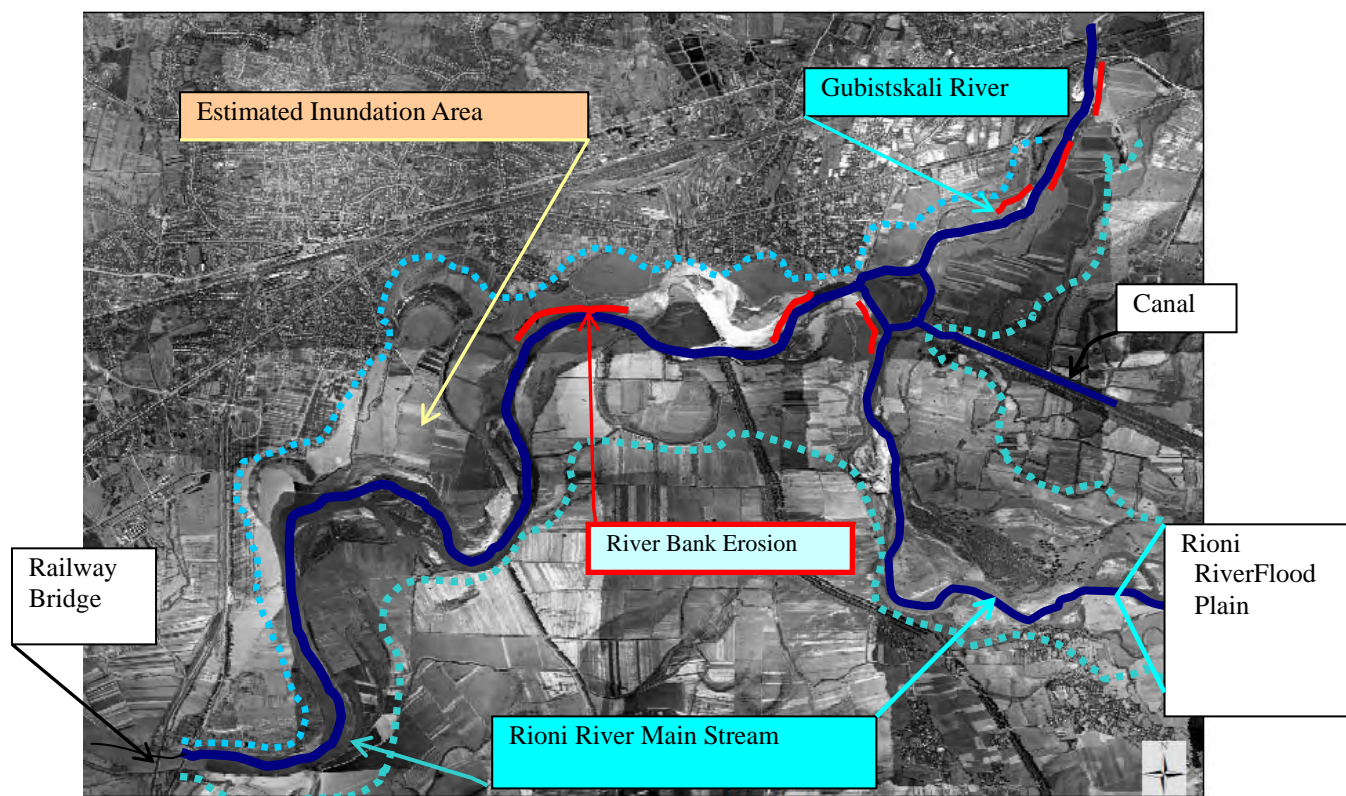 Gubistskali River
Estimated Inundation Area
Canal
River Bank Erosion
Rioni
RiverFlood
Plain
Railway
Bridge
Rioni River Main Stream